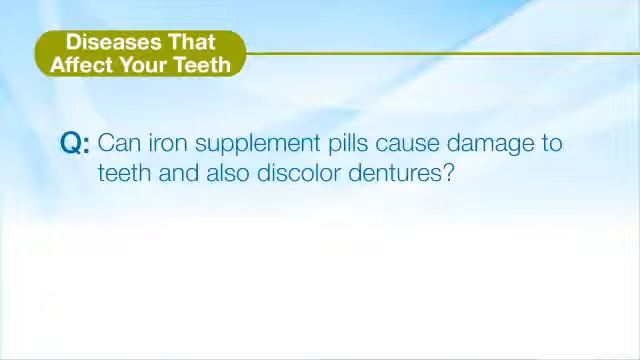 Diseases That
Affect Your Teeth
Q: Can iron supplement pills cause damage to
teeth and also discolor dentures?